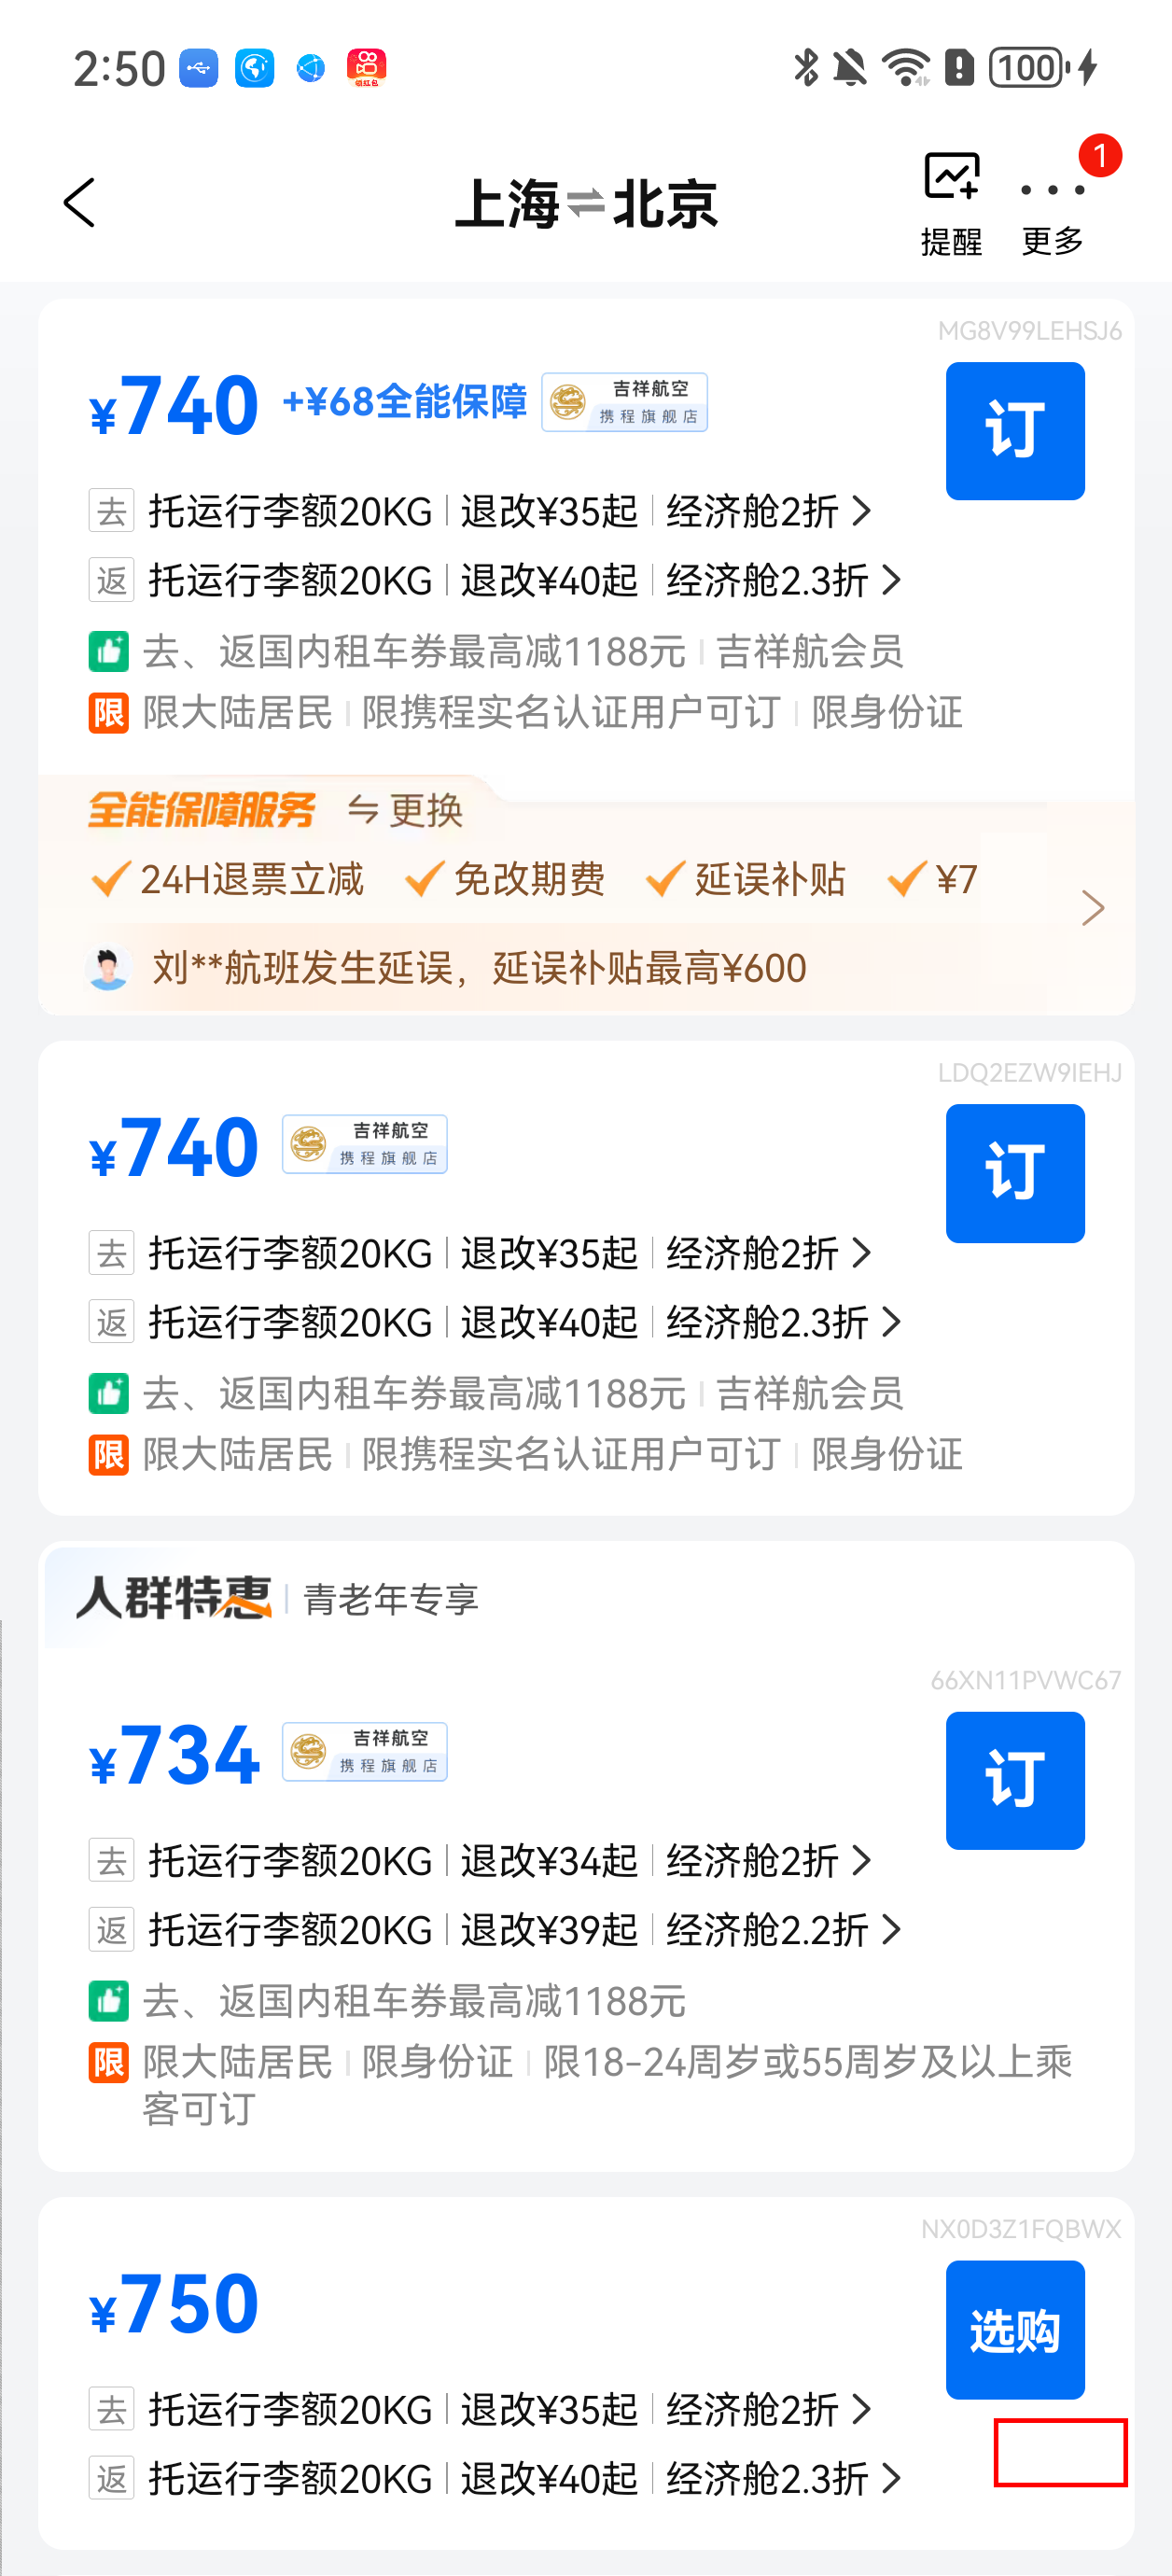 2:50
领红包
100
上海⇌北京
提醒
更多
1
MG8V99LEHSJ6
¥740 +¥68全能保障 吉祥航空 携程旗舰店
订
去 托运行李额20KG 退改¥35起 经济舱2折
返 托运行李额20KG 退改¥40起 经济舱2.3折
去、返国内租车券最高减1188元 吉祥航会员
限 限大陆居民 限携程实名认证用户可订 限身份证
全能保障服务 更换
24H退票立减 免改期费 延误补贴 ¥7
刘**航班发生延误，延误补贴最高¥600
LDQ2EZW9IEHJ
¥740 吉祥航空 携程旗舰店
订
去 托运行李额20KG 退改¥35起 经济舱2折
返 托运行李额20KG 退改¥40起 经济舱2.3折
去、返国内租车券最高减1188元 吉祥航会员
限 限大陆居民 限携程实名认证用户可订 限身份证
人群特惠 青老年专享
66XN11PVWC67
¥734 吉祥航空 携程旗舰店
订
去 托运行李额20KG 退改¥34起 经济舱2折
返 托运行李额20KG 退改¥39起 经济舱2.2折
去、返国内租车券最高减1188元
限 限大陆居民 限身份证 限18-24周岁或55周岁及以上乘
客可订
NX0D3Z1FQBWX
¥750
选购
去 托运行李额20KG 退改¥35起 经济舱2折
返 托运行李额20KG 退改¥40起 经济舱2.3折